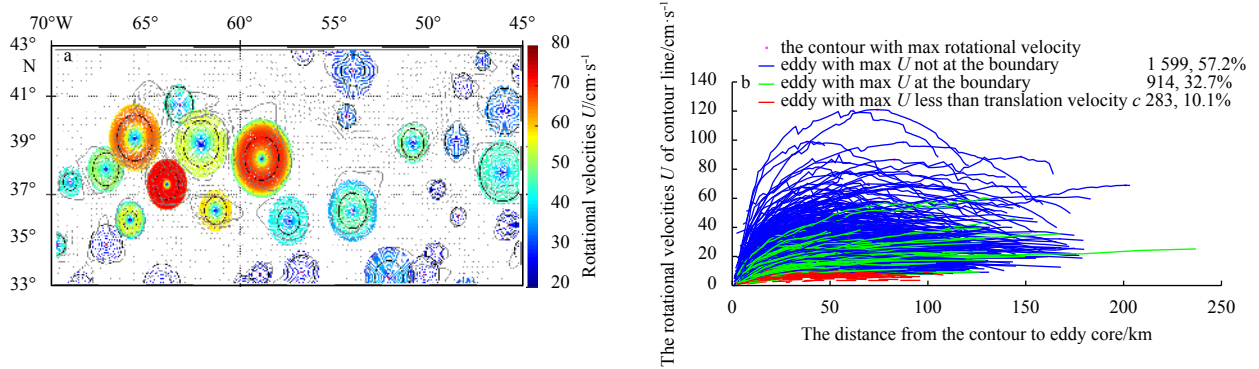 70°W 65° 60° 55° 50° 45°
43°
N
41°
39°
37°
35°
33°
a
80
70
60
50
40
30
20
Rotational velocities U/cm·s⁻¹
the contour with max rotational velocity
eddy with max U not at the boundary 1 599, 57.2%
b eddy with max U at the boundary 914, 32.7%
eddy with max U less than translation velocity c 283, 10.1%
The rotational velocities U of contour line/cm·s⁻¹
140
120
100
80
60
40
20
0
0 50 100 150 200 250
The distance from the contour to eddy core/km